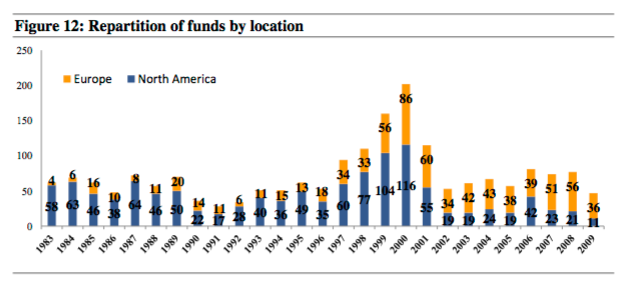 Figure 12: Repartition of funds by location
250
200
150
100
50
0
Europe North America
4 6 16 10 8 11 20 14 11 6 11 15 13 18 34 33 56 86 60 34 42 43 38 39 51 56 36
58 63 46 38 64 46 50 22 17 28 40 36 49 35 60 77 104 116 55 19 19 24 19 42 23 21 11
1983 1984 1985 1986 1987 1988 1989 1990 1991 1992 1993 1994 1995 1996 1997 1998 1999 2000 2001 2002 2003 2004 2005 2006 2007 2008 2009